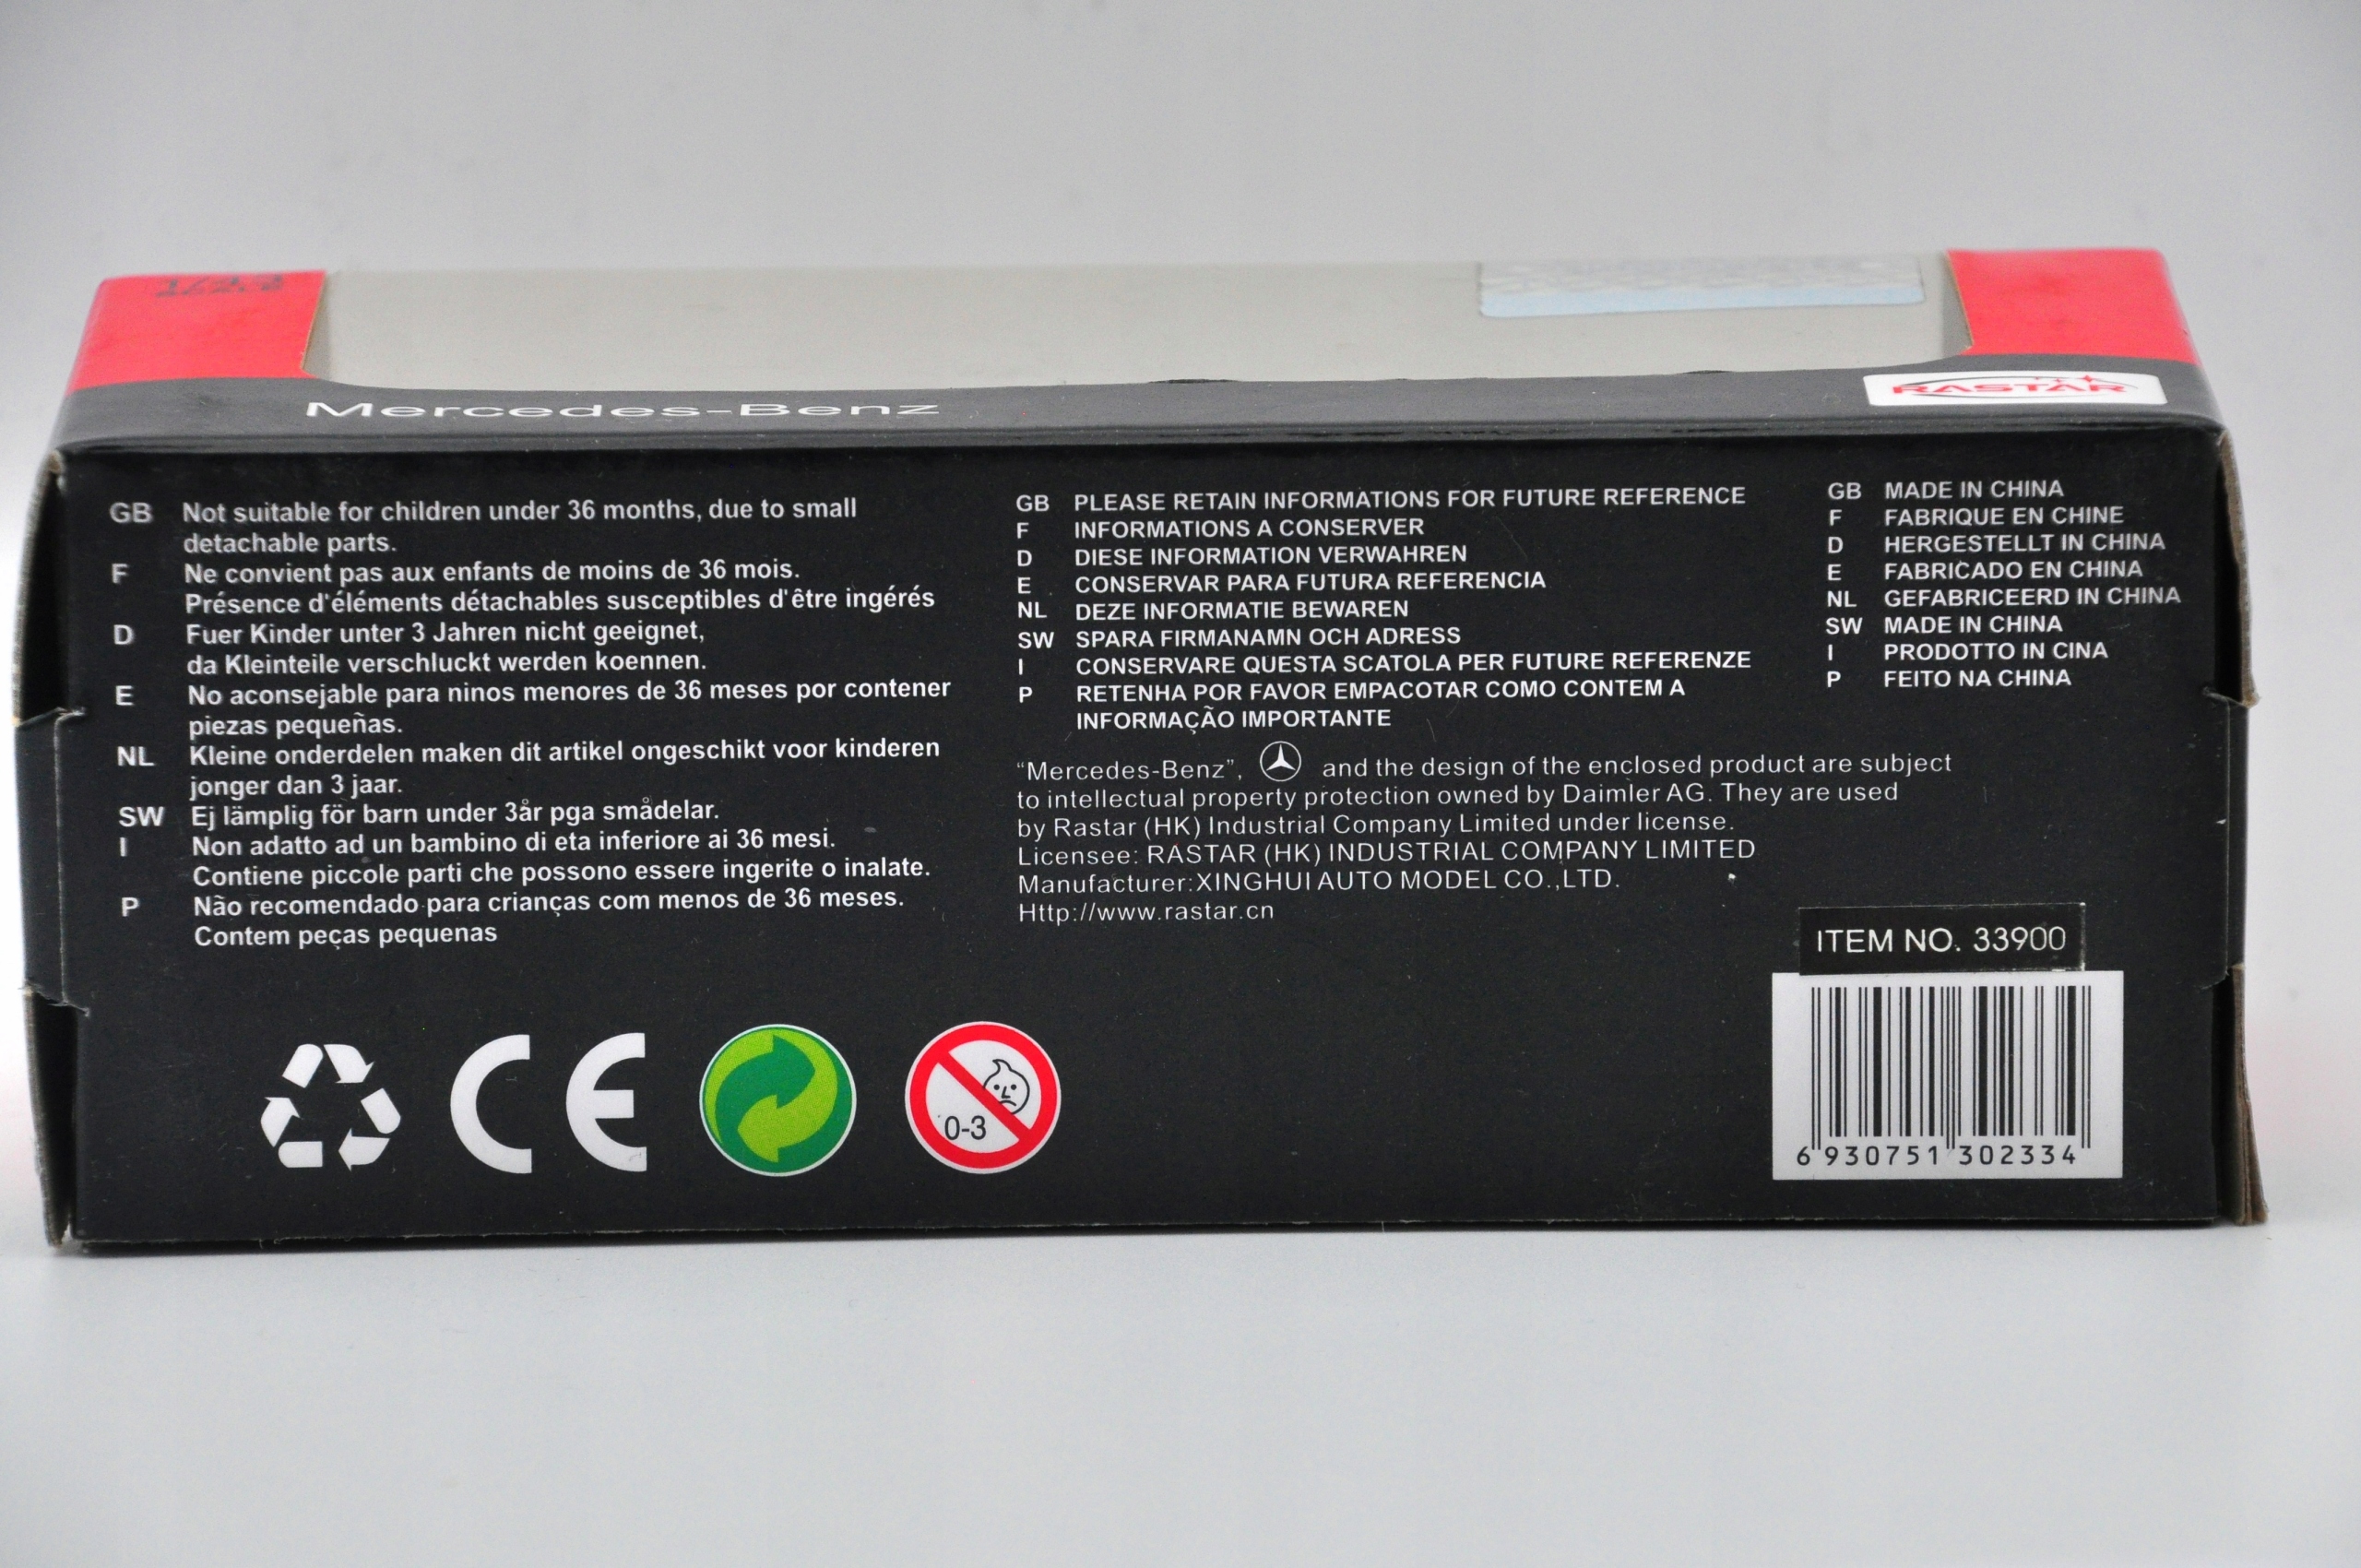 Mercedes-Benz
RASTAR
GB Not suitable for children under 36 months, due to small
detachable parts.
F Ne convient pas aux enfants de moins de 36 mois.
Présence d'éléments détachables susceptibles d'être ingérés
D Fuer Kinder unter 3 Jahren nicht geeignet,
da Kleinteile verschluckt werden koennen.
E No aconsejable para ninos menores de 36 meses por contener
piezas pequeñas.
NL Kleine onderdelen maken dit artikel ongeschikt voor kinderen
jonger dan 3 jaar.
SW Ej lämplig för barn under 3år pga smådelar.
I Non adatto ad un bambino di eta inferiore ai 36 mesi.
Contiene piccole parti che possono essere ingerite o inalate.
P Não recomendado para crianças com menos de 36 meses.
Contem peças pequenas
GB PLEASE RETAIN INFORMATIONS FOR FUTURE REFERENCE
F INFORMATIONS A CONSERVER
D DIESE INFORMATION VERWAHREN
E CONSERVAR PARA FUTURA REFERENCIA
NL DEZE INFORMATIE BEWAREN
SW SPARA FIRMANAMN OCH ADRESS
I CONSERVARE QUESTA SCATOLA PER FUTURE REFERENZE
P RETENHA POR FAVOR EMPACOTAR COMO CONTEM A
INFORMAÇÃO IMPORTANTE
GB MADE IN CHINA
F FABRIQUE EN CHINE
D HERGESTELLT IN CHINA
E FABRICADO EN CHINA
NL GEFABRICEERD IN CHINA
SW MADE IN CHINA
I PRODOTTO IN CINA
P FEITO NA CHINA
“Mercedes-Benz”, and the design of the enclosed product are subject
to intellectual property protection owned by Daimler AG. They are used
by Rastar (HK) Industrial Company Limited under license.
Licensee: RASTAR (HK) INDUSTRIAL COMPANY LIMITED
Manufacturer:XINGHUI AUTO MODEL CO.,LTD.
Http://www.rastar.cn
ITEM NO. 33900
CE
0-3
6 930751 302334